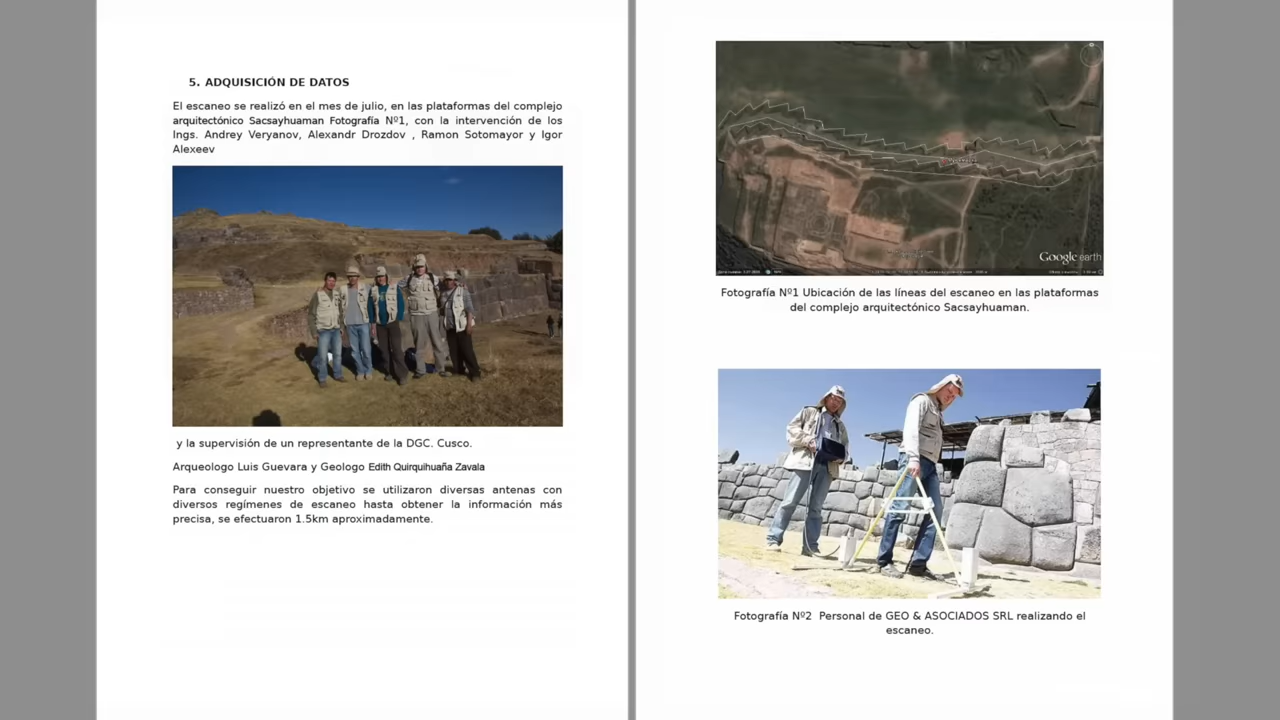 5. ADQUISICIÓN DE DATOS
El escaneo se realizó en el mes de julio, en las plataformas del complejo
arquitectónico Sacsayhuaman Fotografía Nº1, con la intervención de los
Ings. Andrey Veryanov, Alexandr Drozdov , Ramon Sotomayor y Igor
Alexeev
y la supervisión de un representante de la DGC. Cusco.
Arqueologo Luis Guevara y Geologo Edith Quirquihuaña Zavala
Para conseguir nuestro objetivo se utilizaron diversas antenas con
diversos regímenes de escaneo hasta obtener la información más
precisa, se efectuaron 1.5km aproximadamente.
Google earth
Fotografía Nº1 Ubicación de las líneas del escaneo en las plataformas
del complejo arquitectónico Sacsayhuaman.
Fotografía Nº2 Personal de GEO & ASOCIADOS SRL realizando el
escaneo.